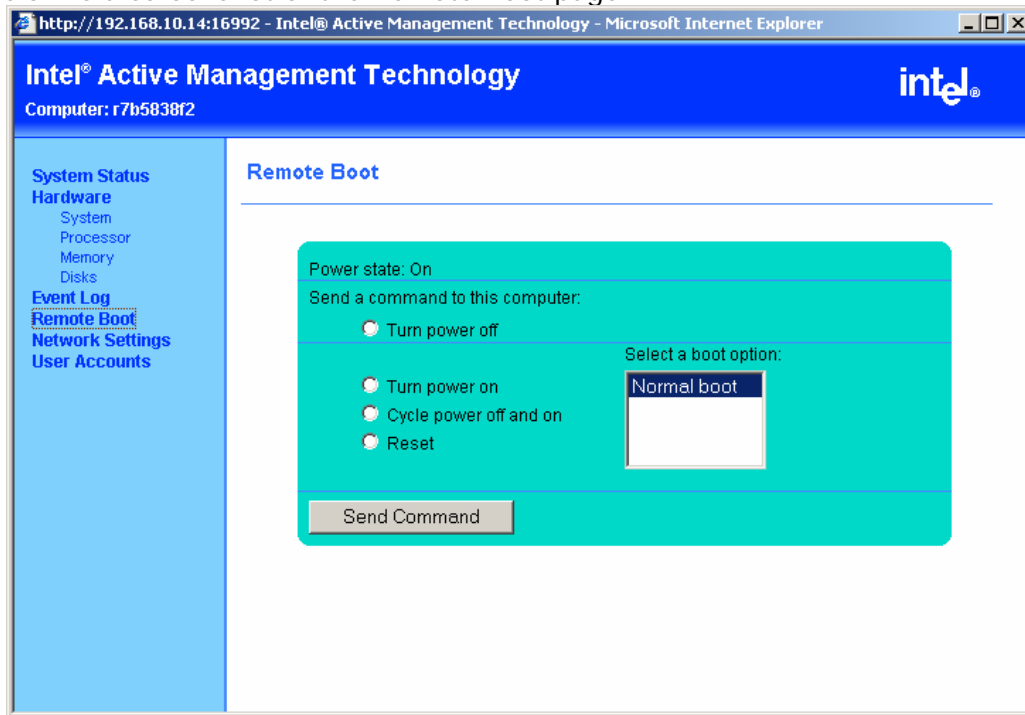 http://192.168.10.14:16992 - Intel® Active Management Technology - Microsoft Internet Explorer
Intel® Active Management Technology
intel®
Computer: r7b5838f2
System Status
Hardware
System
Processor
Memory
Disks
Event Log
Remote Boot
Network Settings
User Accounts
Remote Boot
Power state: On
Send a command to this computer:
Turn power off
Select a boot option:
Turn power on
Normal boot
Cycle power off and on
Reset
Send Command